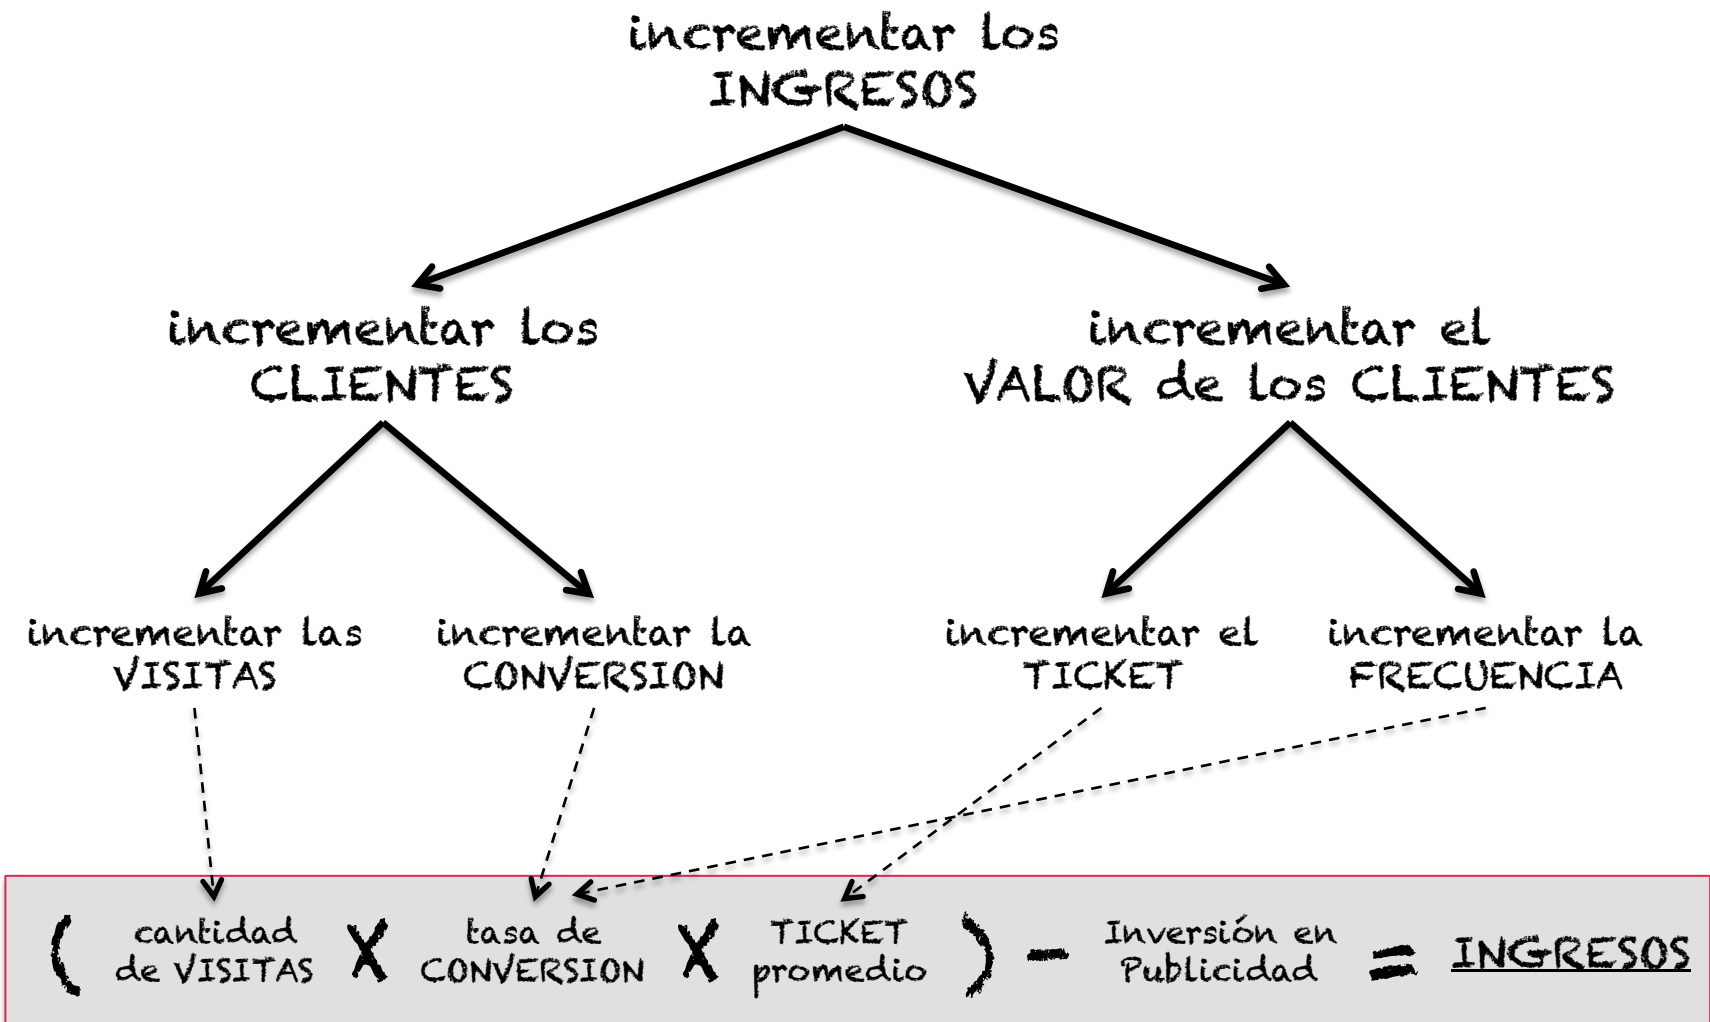 incrementar los
INGRESOS
incrementar los
CLIENTES
incrementar el
VALOR de los CLIENTES
incrementar las
VISITAS
incrementar la
CONVERSION
incrementar el
TICKET
incrementar la
FRECUENCIA
( cantidad
de VISITAS
X
tasa de
CONVERSION
X
TICKET
promedio )
-
Inversión en
Publicidad
=
INGRESOS